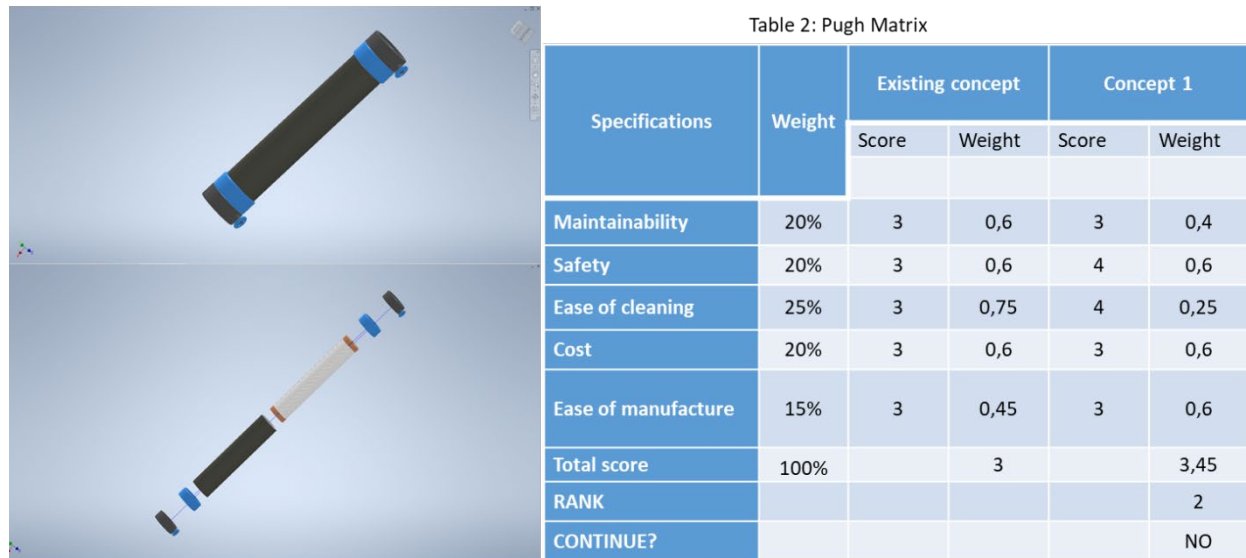 Table 2: Pugh Matrix
Specifications Weight Existing concept Concept 1
Score Weight Score Weight
Maintainability 20% 3 0,6 3 0,4
Safety 20% 3 0,6 4 0,6
Ease of cleaning 25% 3 0,75 4 0,25
Cost 20% 3 0,6 3 0,6
Ease of manufacture 15% 3 0,45 3 0,6
Total score 100% 3 3,45
RANK 2
CONTINUE? NO